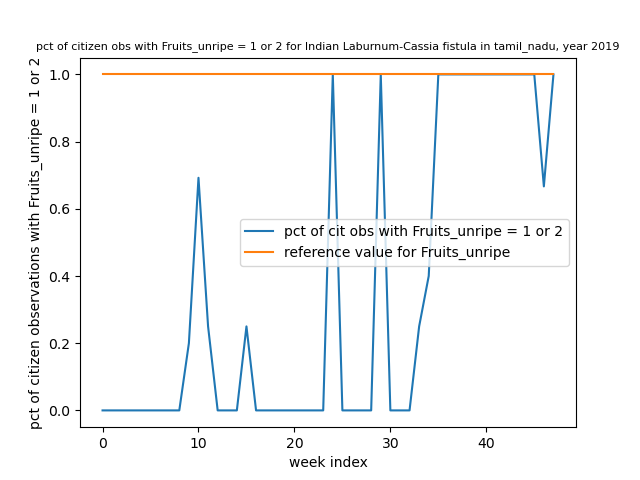 pct of citizen obs with Fruits_unripe = 1 or 2 for Indian Laburnum-Cassia fistula in tamil_nadu, year 2019
pct of citizen observations with Fruits_unripe = 1 or 2
1.0
0.8
0.6
0.4
0.2
0.0
pct of cit obs with Fruits_unripe = 1 or 2
reference value for Fruits_unripe
0
10
20
30
40
week index